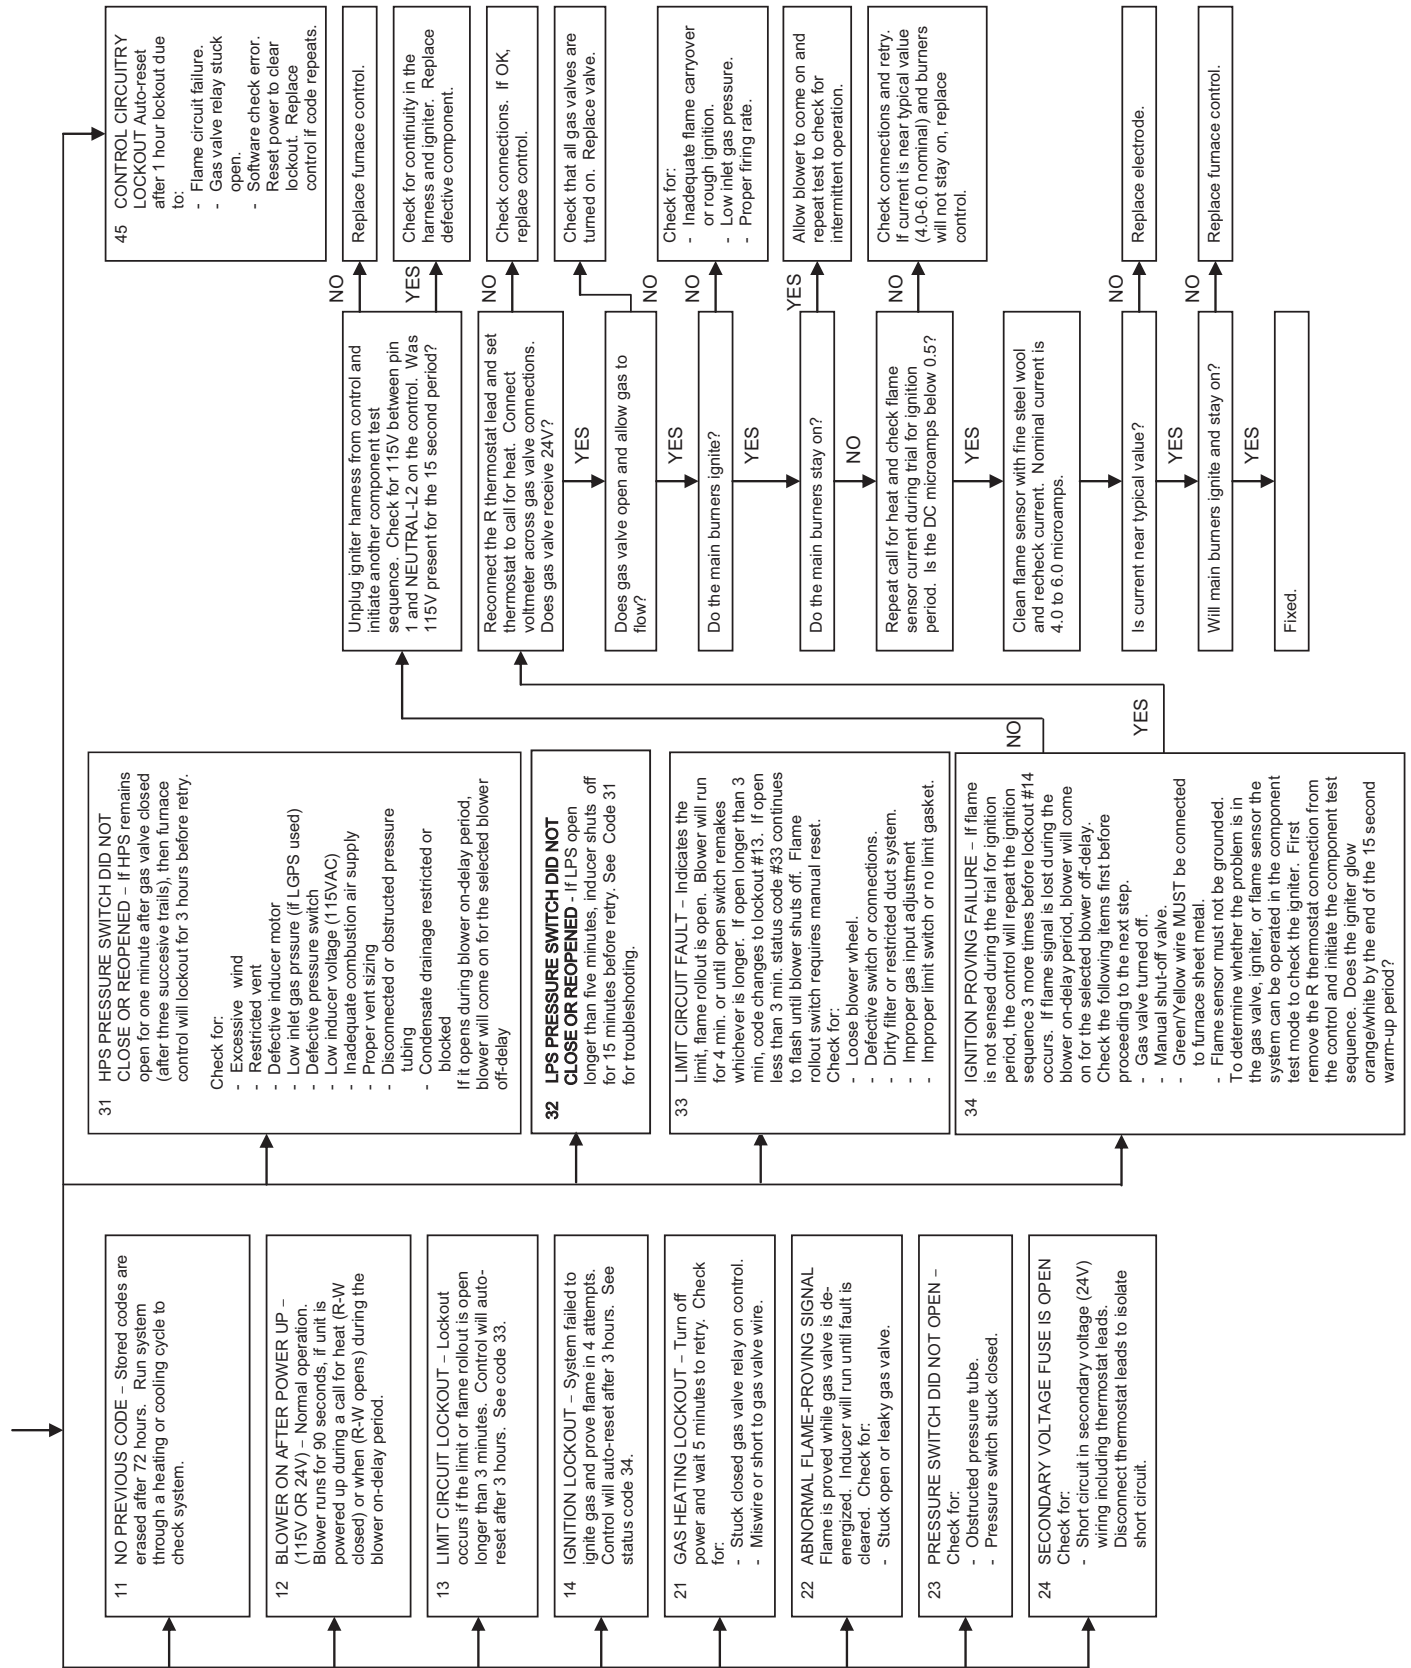 11 NO PREVIOUS CODE – Stored codes are
erased after 72 hours. Run system
through a heating or cooling cycle to
check system.
12 BLOWER ON AFTER POWER UP –
(115V OR 24V) – Normal operation.
Blower runs for 90 seconds, if unit is
powered up during a call for heat (R-W
closed) or when (R-W opens) during the
blower on-delay period.
13 LIMIT CIRCUIT LOCKOUT – Lockout
occurs if the limit or flame rollout is open
longer than 3 minutes. Control will auto-
reset after 3 hours. See code 33.
14 IGNITION LOCKOUT – System failed to
ignite gas and prove flame in 4 attempts.
Control will auto-reset after 3 hours. See
status code 34.
21 GAS HEATING LOCKOUT – Turn off
power and wait 5 minutes to retry. Check
for:
- Stuck closed gas valve relay on control.
- Miswire or short to gas valve wire.
22 ABNORMAL FLAME-PROVING SIGNAL
Flame is proved while gas valve is de-
energized. Inducer will run until fault is
cleared. Check for:
- Stuck open or leaky gas valve.
23 PRESSURE SWITCH DID NOT OPEN –
Check for:
- Obstructed pressure tube.
- Pressure switch stuck closed.
24 SECONDARY VOLTAGE FUSE IS OPEN
Check for:
- Short circuit in secondary voltage (24V)
wiring including thermostat leads.
Disconnect thermostat leads to isolate
short circuit.
31 HPS PRESSURE SWITCH DID NOT
CLOSE OR REOPENED – If HPS remains
open for one minute after gas valve closed
(after three succesive trails), then furnace
control will lockout for 3 hours before retry.
Check for:
- Excessive wind
- Restricted vent
- Defective inducer motor
- Low inlet gas prssure (if LGPS used)
- Defective pressure switch
- Low inducer voltage (115VAC)
- Inadequate combustion air supply
- Proper vent sizing
- Disconnected or obstructed pressure
tubing
- Condensate drainage restricted or
blocked
If it opens during blower on-delay period,
blower will come on for the selected blower
off-delay
32 LPS PRESSURE SWITCH DID NOT
CLOSE OR REOPENED - If LPS open
longer than five minutes, inducer shuts off
for 15 minutes before retry. See Code 31
for troubleshooting.
33 LIMIT CIRCUIT FAULT – Indicates the
limit, flame rollout is open. Blower will run
for 4 min. or until open switch remakes
whichever is longer. If open longer than 3
min, code changes to lockout #13. If open
less than 3 min. status code #33 continues
to flash until blower shuts off. Flame
rollout switch requires manual reset.
Check for:
- Loose blower wheel.
- Defective switch or connections.
- Dirty filter or restricted duct system.
- Improper gas input adjustment
- Improper limit switch or no limit gasket.
34 IGNITION PROVING FAILURE – If flame
is not sensed during the trial for ignition
period, the control will repeat the ignition
sequence 3 more times before lockout #14
occurs. If flame signal is lost during the
blower on-delay period, blower will come
on for the selected blower off-delay.
Check the following items first before
proceeding to the next step.
- Gas valve turned off.
- Manual shut-off valve.
- Green/Yellow wire MUST be connected
to furnace sheet metal.
- Flame sensor must not be grounded.
To determine whether the problem is in
the gas valve, igniter, or flame sensor the
system can be operated in the component
test mode to check the igniter. First
remove the R thermostat connection from
the control and initiate the component test
sequence. Does the igniter glow
orange/white by the end of the 15 second
warm-up period?
NO
YES
45 CONTROL CIRCUITRY
LOCKOUT Auto-reset
after 1 hour lockout due
to:
- Flame circuit failure.
- Gas valve relay stuck
open.
- Software check error.
Reset power to clear
lockout. Replace
control if code repeats.
Unplug igniter harness from control and
initiate another component test
sequence. Check for 115V between pin
1 and NEUTRAL-L2 on the control. Was
115V present for the 15 second period?
NO
Replace furnace control.
YES
Check for continuity in the
harness and igniter. Replace
defective component.
Reconnect the R thermostat lead and set
thermostat to call for heat. Connect
voltmeter across gas valve connections.
Does gas valve receive 24V?
NO
Check connections. If OK,
replace control.
YES
Does gas valve open and allow gas to
flow?
NO
Check that all gas valves are
turned on. Replace valve.
YES
Do the main burners ignite?
NO
Check for:
- Inadequate flame carryover
or rough ignition.
- Low inlet gas pressure.
- Proper firing rate.
YES
Do the main burners stay on?
YES
Allow blower to come on and
repeat test to check for
intermittent operation.
NO
Repeat call for heat and check flame
sensor current during trial for ignition
period. Is the DC microamps below 0.5?
NO
Check connections and retry.
If current is near typical value
(4.0-6.0 nominal) and burners
will not stay on, replace
control.
YES
Clean flame sensor with fine steel wool
and recheck current. Nominal current is
4.0 to 6.0 microamps.
Is current near typical value?
NO
Replace electrode.
YES
Will main burners ignite and stay on?
NO
Replace furnace control.
YES
Fixed.